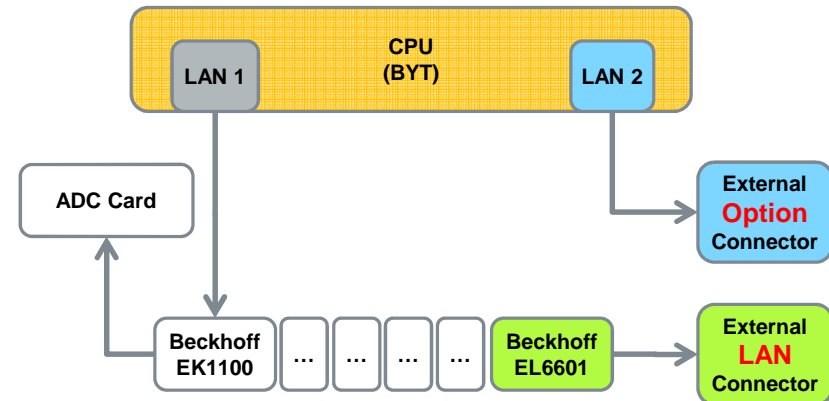 CPU
(BYT)
LAN 1
LAN 2
ADC Card
External
Option
Connector
Beckhoff
EK1100
...
...
...
...
Beckhoff
EL6601
External
LAN
Connector